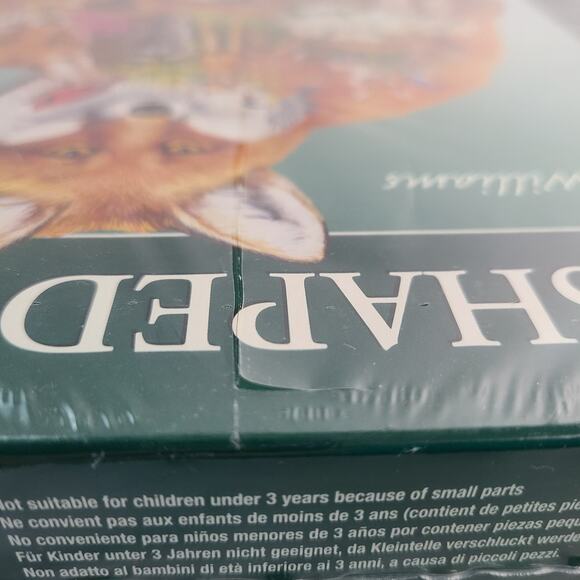 Williams
SHAPED
Not suitable for children under 3 years because of small parts
Ne convient pas aux enfants de moins de 3 ans (contient de petites
No conveniente para niños menores de 3 años por contener piezas
Für Kinder unter 3 Jahren nicht geeignet, da Kleinteile verschluckt
Non adatto al bambini di età inferiore ai 3 anni, a causa di piccoli pezzi.